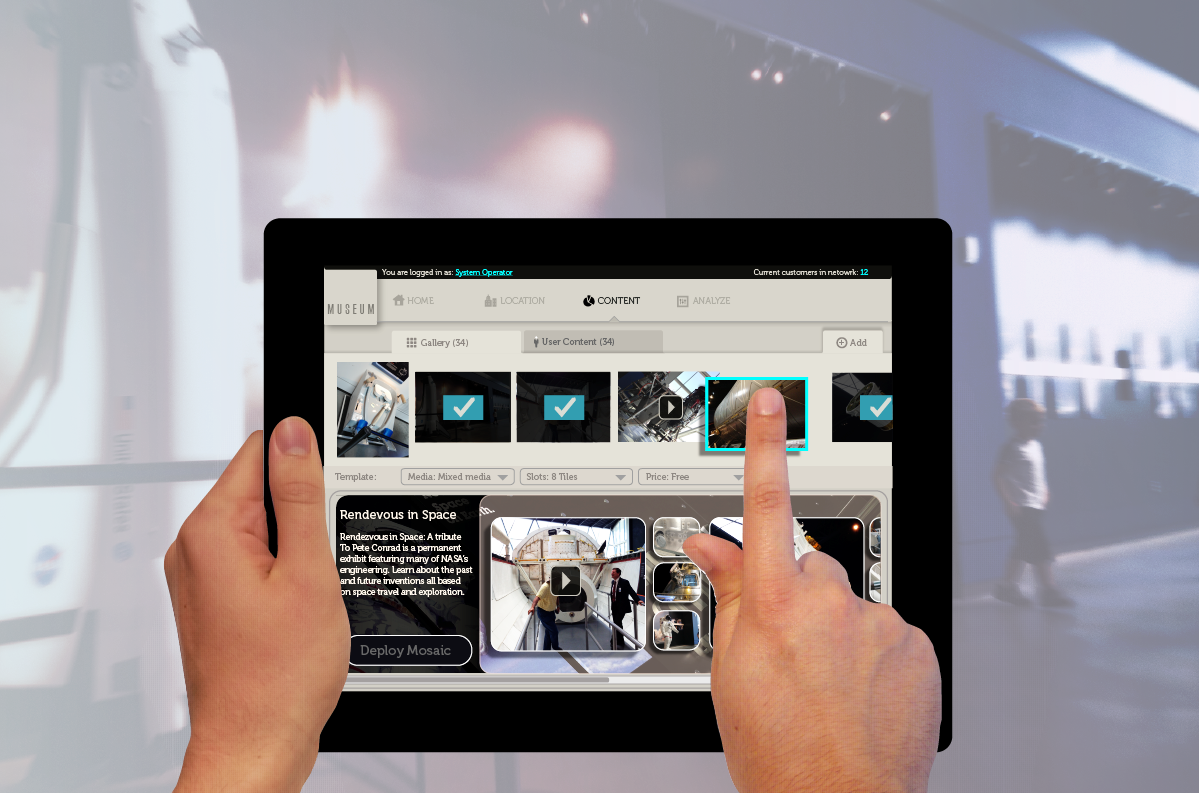 You are logged in as: System Operator
Current customers in netowrk: 12
MUSEUM
HOME
LOCATION
CONTENT
ANALYZE
Gallery (34)
User Content (34)
Add
Template:
Media: Mixed media
Slots: 8 Tiles
Price: Free
Rendevous in Space
Rendezvous in Space: A tribute
To Pete Conrad is a permanent
exhibit featuring many of NASA's
engineering. Learn about the past
and future inventions all based
on space travel and exploration.
Deploy Mosaic
United States